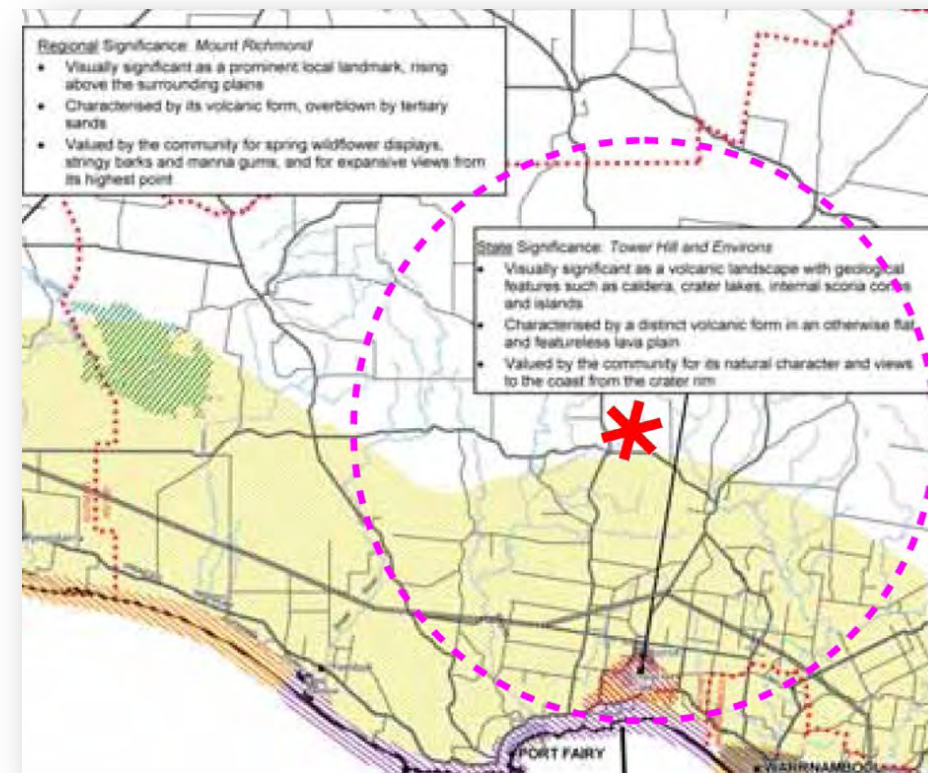 Regional Significance: Mount Richmond
• Visually significant as a prominent local landmark, rising
above the surrounding plains
• Characterised by its volcanic form, overblown by tertiary
sands
• Valued by the community for spring wildflower displays,
stringy barks and manna gums, and for expansive views from
its highest point
State Significance: Tower Hill and Environs
• Visually significant as a volcanic landscape with geological
features such as caldera, crater lakes, internal scoria cones
and islands
• Characterised by a distinct volcanic form in an otherwise flat
and featureless lava plain
• Valued by the community for its natural character and views
to the coast from the crater rim
PORT FAIRY
WARRNAMBOOL